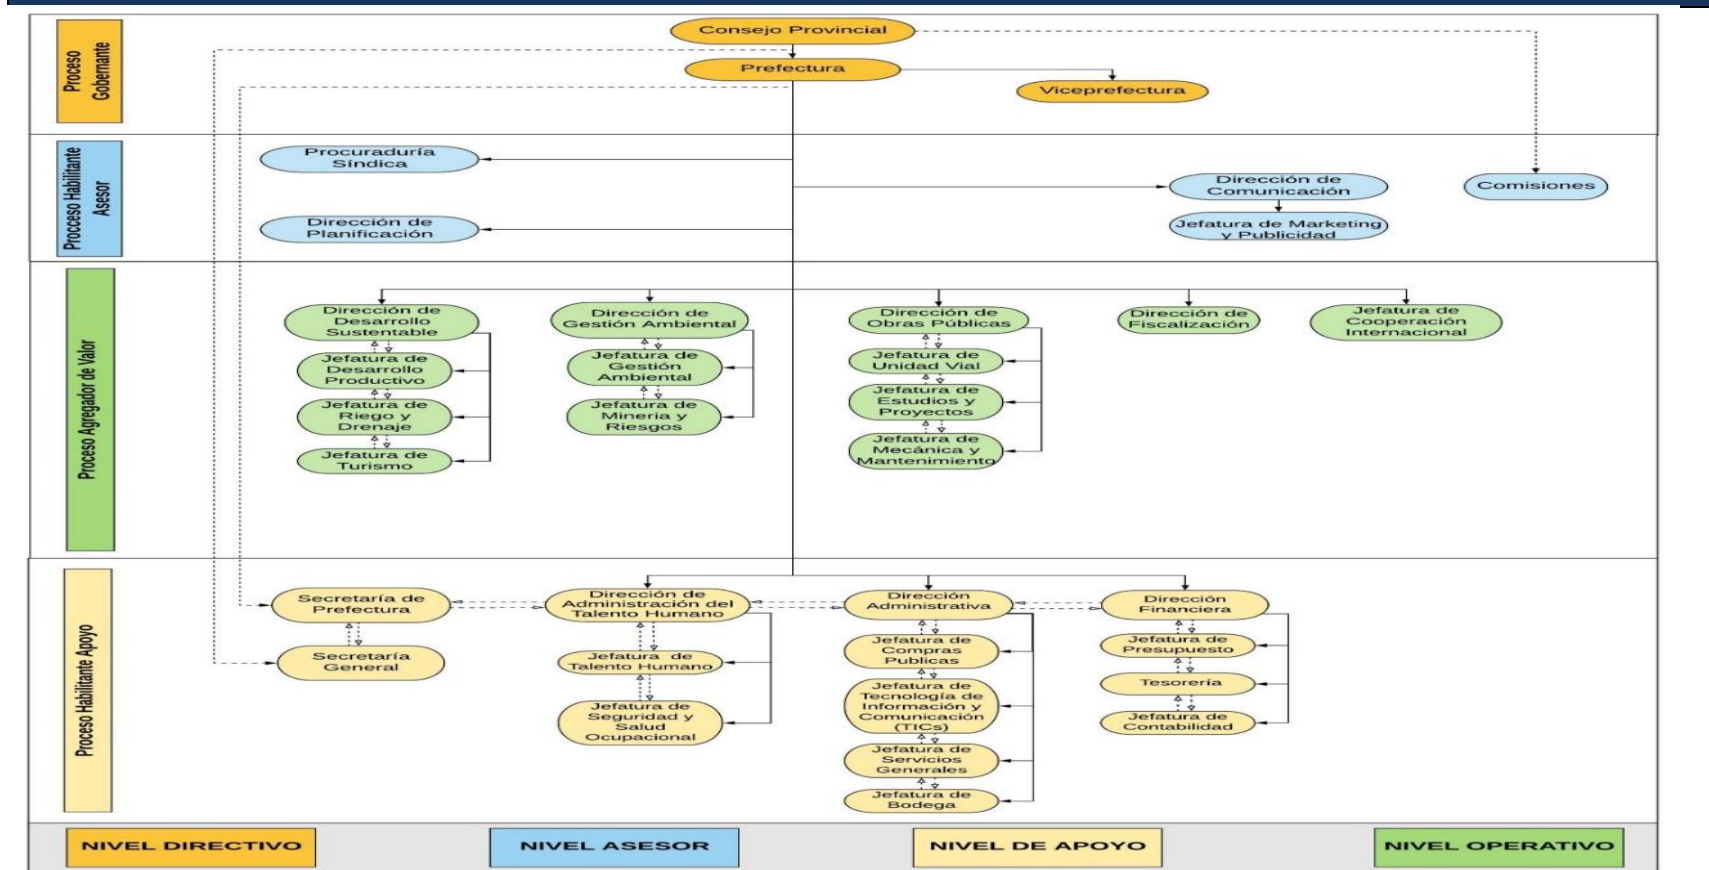 Proceso
Gobernante
Consejo Provincial
Prefectura
Viceprefectura
Procceso Habilitante
Asesor
Procuraduría
Síndica
Dirección de
Planificación
Dirección de
Comunicación
Jefatura de Marketing
y Publicidad
Comisiones
Proceso Agregador de Valor
Dirección de
Desarrollo
Sustentable
Jefatura de
Desarrollo
Productivo
Jefatura de
Riego y
Drenaje
Jefatura de
Turismo
Dirección de
Gestión Ambiental
Jefatura de
Gestión
Ambiental
Jefatura de
Mineria y
Riesgos
Dirección de
Obras Públicas
Jefatura de
Unidad Vial
Jefatura de
Estudios y
Proyectos
Jefatura de
Mecánica y
Mantenimiento
Dirección de
Fiscalización
Jefatura de
Cooperación
Internacional
Proceso Habilitante Apoyo
Secretaría de
Prefectura
Secretaría
General
Dirección de
Administración del
Talento Humano
Jefatura de
Talento Humano
Jefatura de
Seguridad y
Salud
Ocupacional
Dirección
Administrativa
Jefatura de
Compras
Publicas
Jefatura de
Tecnología de
Información y
Comunicación
(TICs)
Jefatura de
Servicios
Generales
Jefatura de
Bodega
Dirección
Financiera
Jefatura de
Presupuesto
Tesorería
Jefatura de
Contabilidad
NIVEL DIRECTIVO
NIVEL ASESOR
NIVEL DE APOYO
NIVEL OPERATIVO